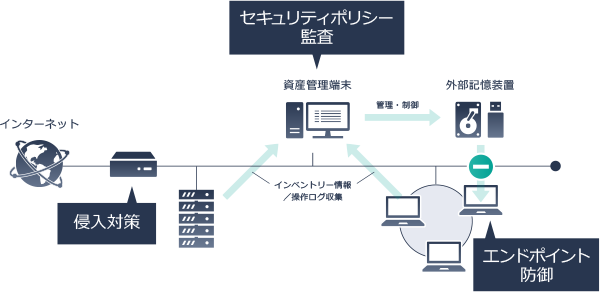 セキュリティポリシー
監査
資産管理端末
外部記憶装置
管理・制御
インターネット
インベントリー情報
／操作ログ収集
侵入対策
エンドポイント
防御